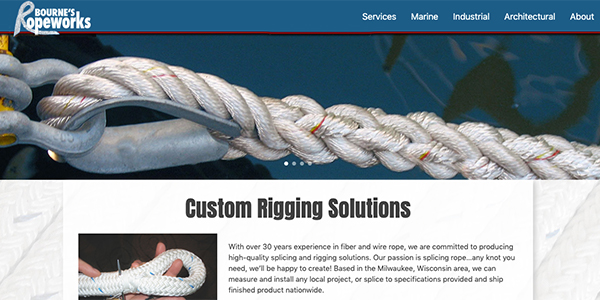 BOURNE'S
Ropeworks
Services Marine Industrial Architectural About
Custom Rigging Solutions
With over 30 years experience in fiber and wire rope, we are committed to producing
high-quality splicing and rigging solutions. Our passion is splicing rope...any knot you
need, we'll be happy to create! Based in the Milwaukee, Wisconsin area, we can
measure and install any local project, or splice to specifications provided and ship
finished product nationwide.